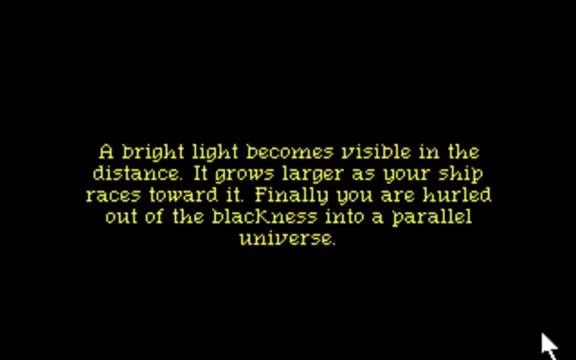 A bright light becomes visible in the
distance. It grows larger as your ship
races toward it. Finally you are hurled
out of the blackness into a parallel
universe.